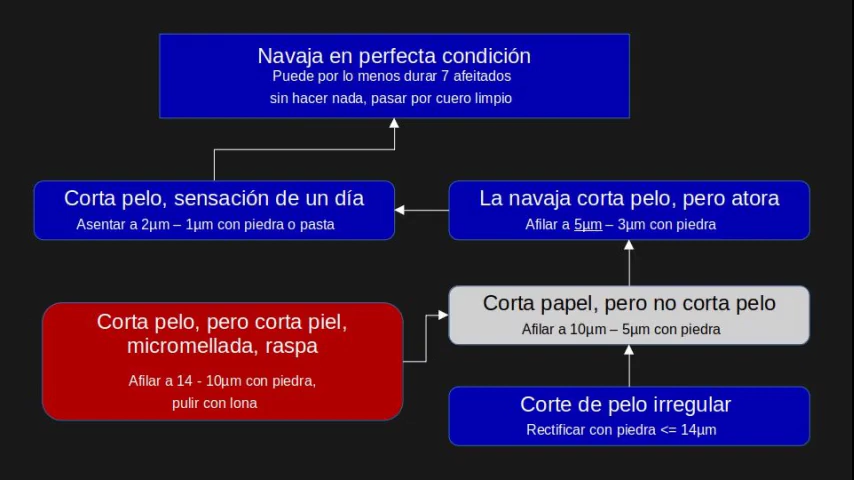 Navaja en perfecta condición
Puede por lo menos durar 7 afeitados
sin hacer nada, pasar por cuero limpio
Corta pelo, sensación de un día
Asentar a 2µm – 1µm con piedra o pasta
La navaja corta pelo, pero atora
Afilar a 5µm – 3µm con piedra
Corta papel, pero no corta pelo
Afilar a 10µm – 5µm con piedra
Corta pelo, pero corta piel,
micromellada, raspa
Afilar a 14 - 10µm con piedra,
pulir con lona
Corte de pelo irregular
Rectificar con piedra <= 14µm